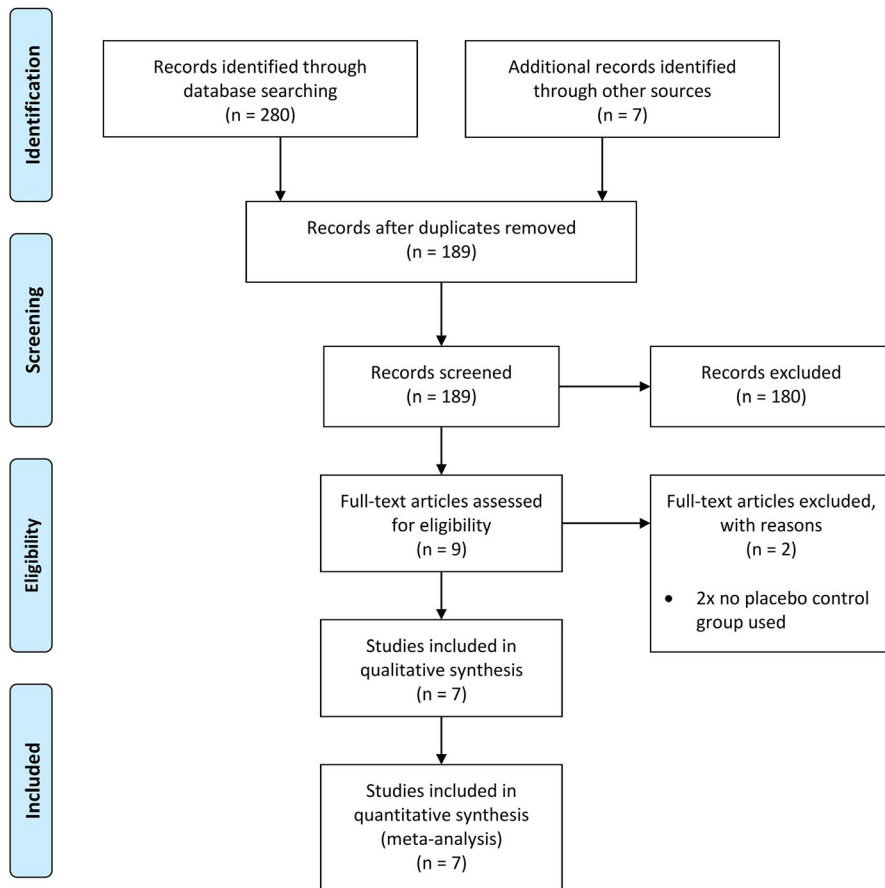 Identification
Records identified through
database searching
(n = 280)
Additional records identified
through other sources
(n = 7)
Records after duplicates removed
(n = 189)
Screening
Records screened
(n = 189)
Records excluded
(n = 180)
Eligibility
Full-text articles assessed
for eligibility
(n = 9)
Full-text articles excluded,
with reasons
(n = 2)
• 2x no placebo control
group used
Studies included in
qualitative synthesis
(n = 7)
Included
Studies included in
quantitative synthesis
(meta-analysis)
(n = 7)